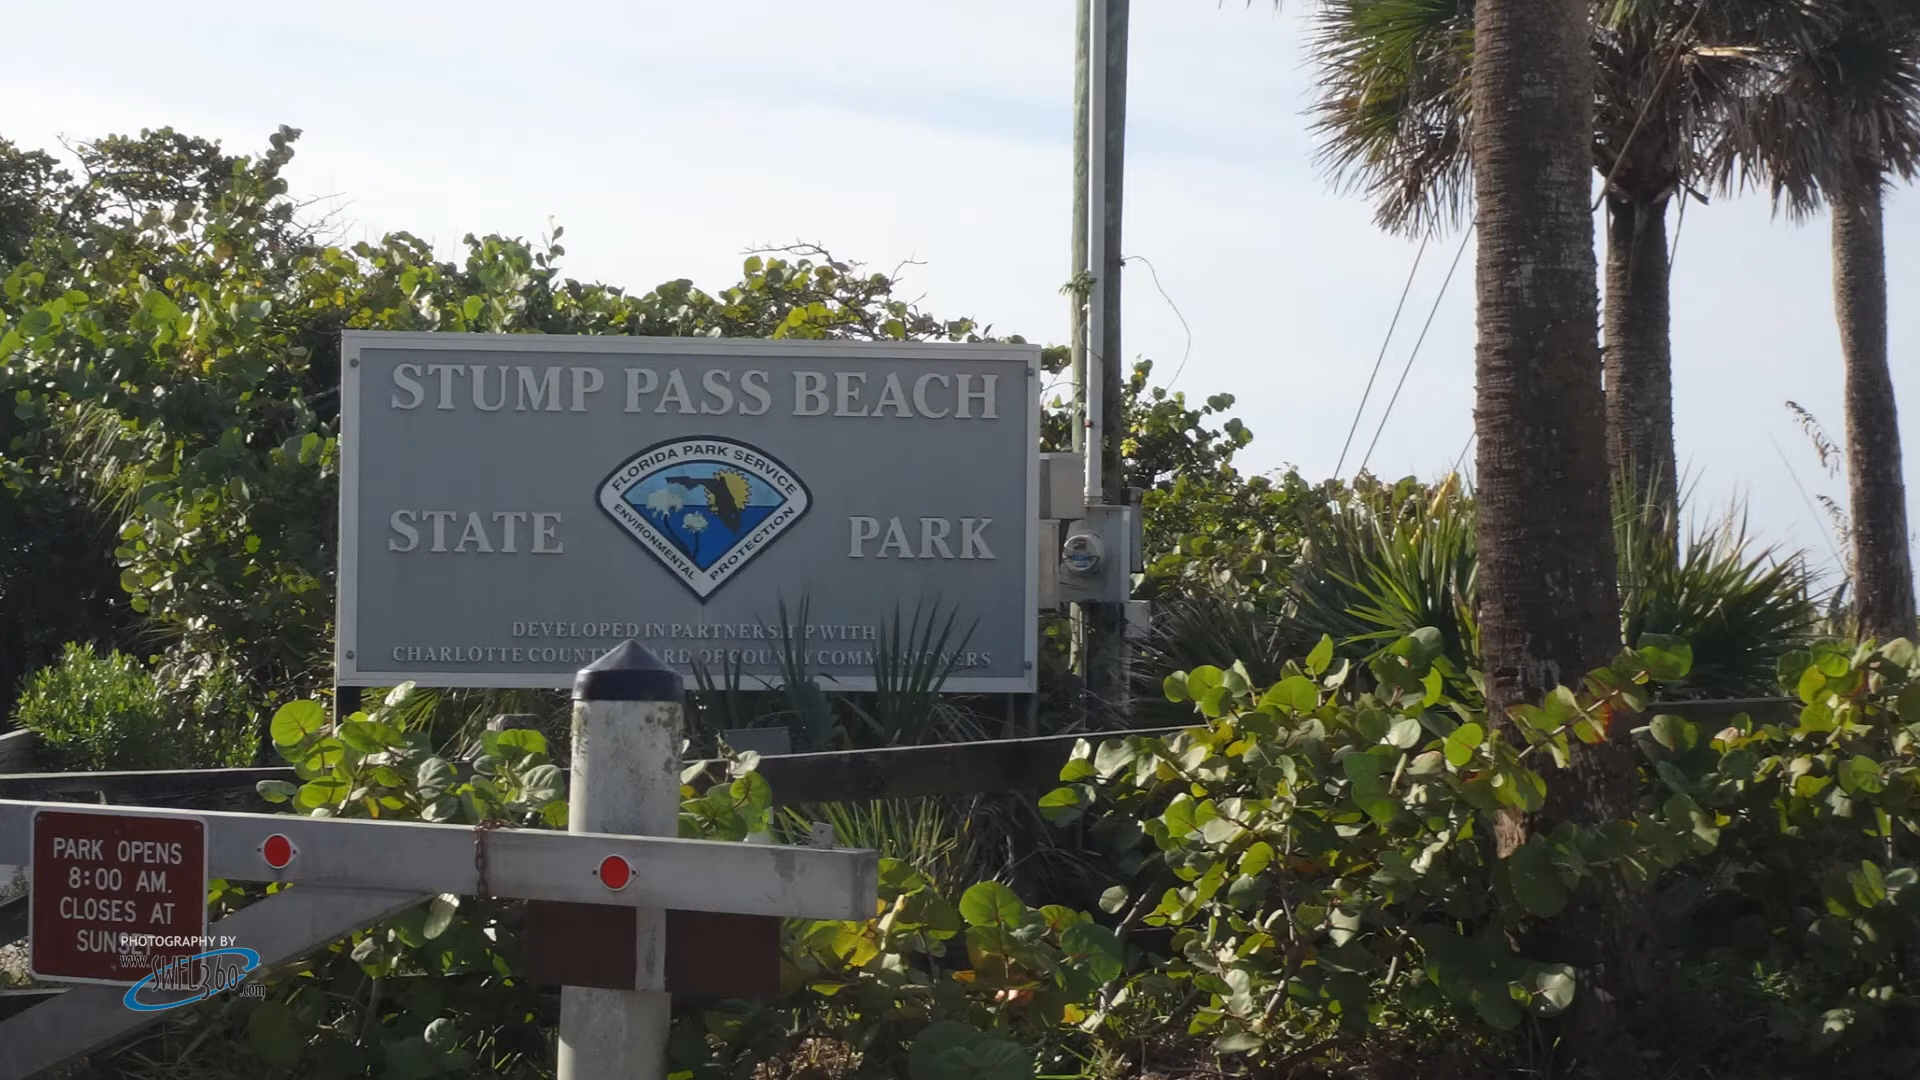 STUMP PASS BEACH
FLORIDA PARK SERVICE
STATE PARK
ENVIRONMENTAL PROTECTION
DEVELOPED IN PARTNERSHIP WITH
CHARLOTTE COUNTY BOARD OF COUNTY COMMISSIONERS
PARK OPENS
8:00 AM.
CLOSES AT
SUNSET
PHOTOGRAPHY BY
www.SWFL360.com